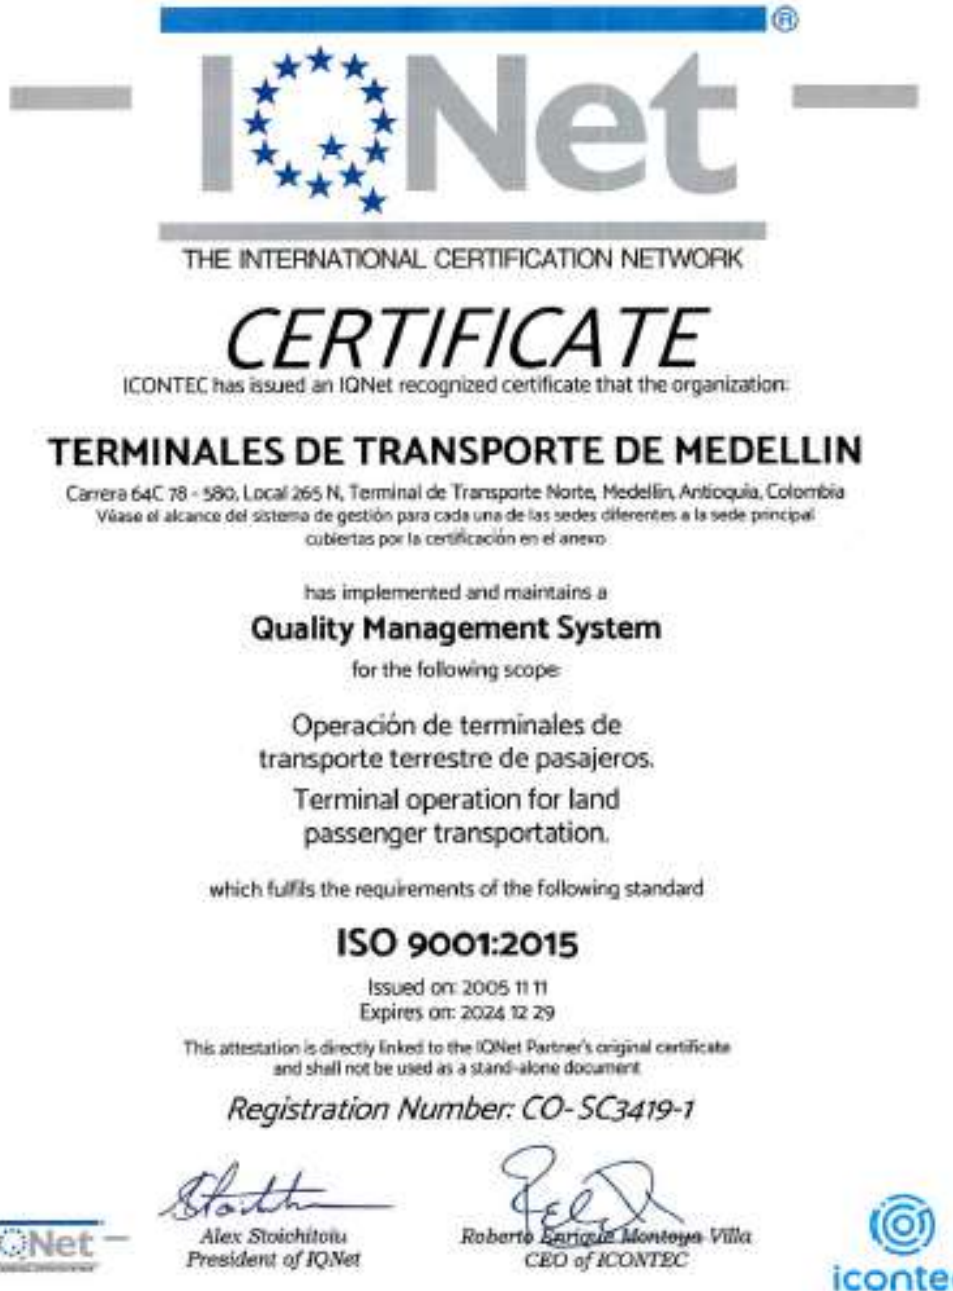 IQNet®
THE INTERNATIONAL CERTIFICATION NETWORK
CERTIFICATE
ICONTEC has issued an IQNet recognized certificate that the organization:
TERMINALES DE TRANSPORTE DE MEDELLIN
Carrera 64C 78 - 580, Local 265 N, Terminal de Transporte Norte, Medellín, Antioquia, Colombia
Véase el alcance del sistema de gestión para cada una de las sedes diferentes a la sede principal
cubiertas por la certificación en el anexo
has implemented and maintains a
Quality Management System
for the following scope:
Operación de terminales de
transporte terrestre de pasajeros.
Terminal operation for land
passenger transportation.
which fulfils the requirements of the following standard
ISO 9001:2015
Issued on: 2005 11 11
Expires on: 2024 12 29
This attestation is directly linked to the IQNet Partner's original certificate
and shall not be used as a stand-alone document
Registration Number: CO-SC3419-1
Alex Stoichitoiu
President of IQNet
Roberto Enrique Montoya Villa
CEO of ICONTEC
QNet
iconte